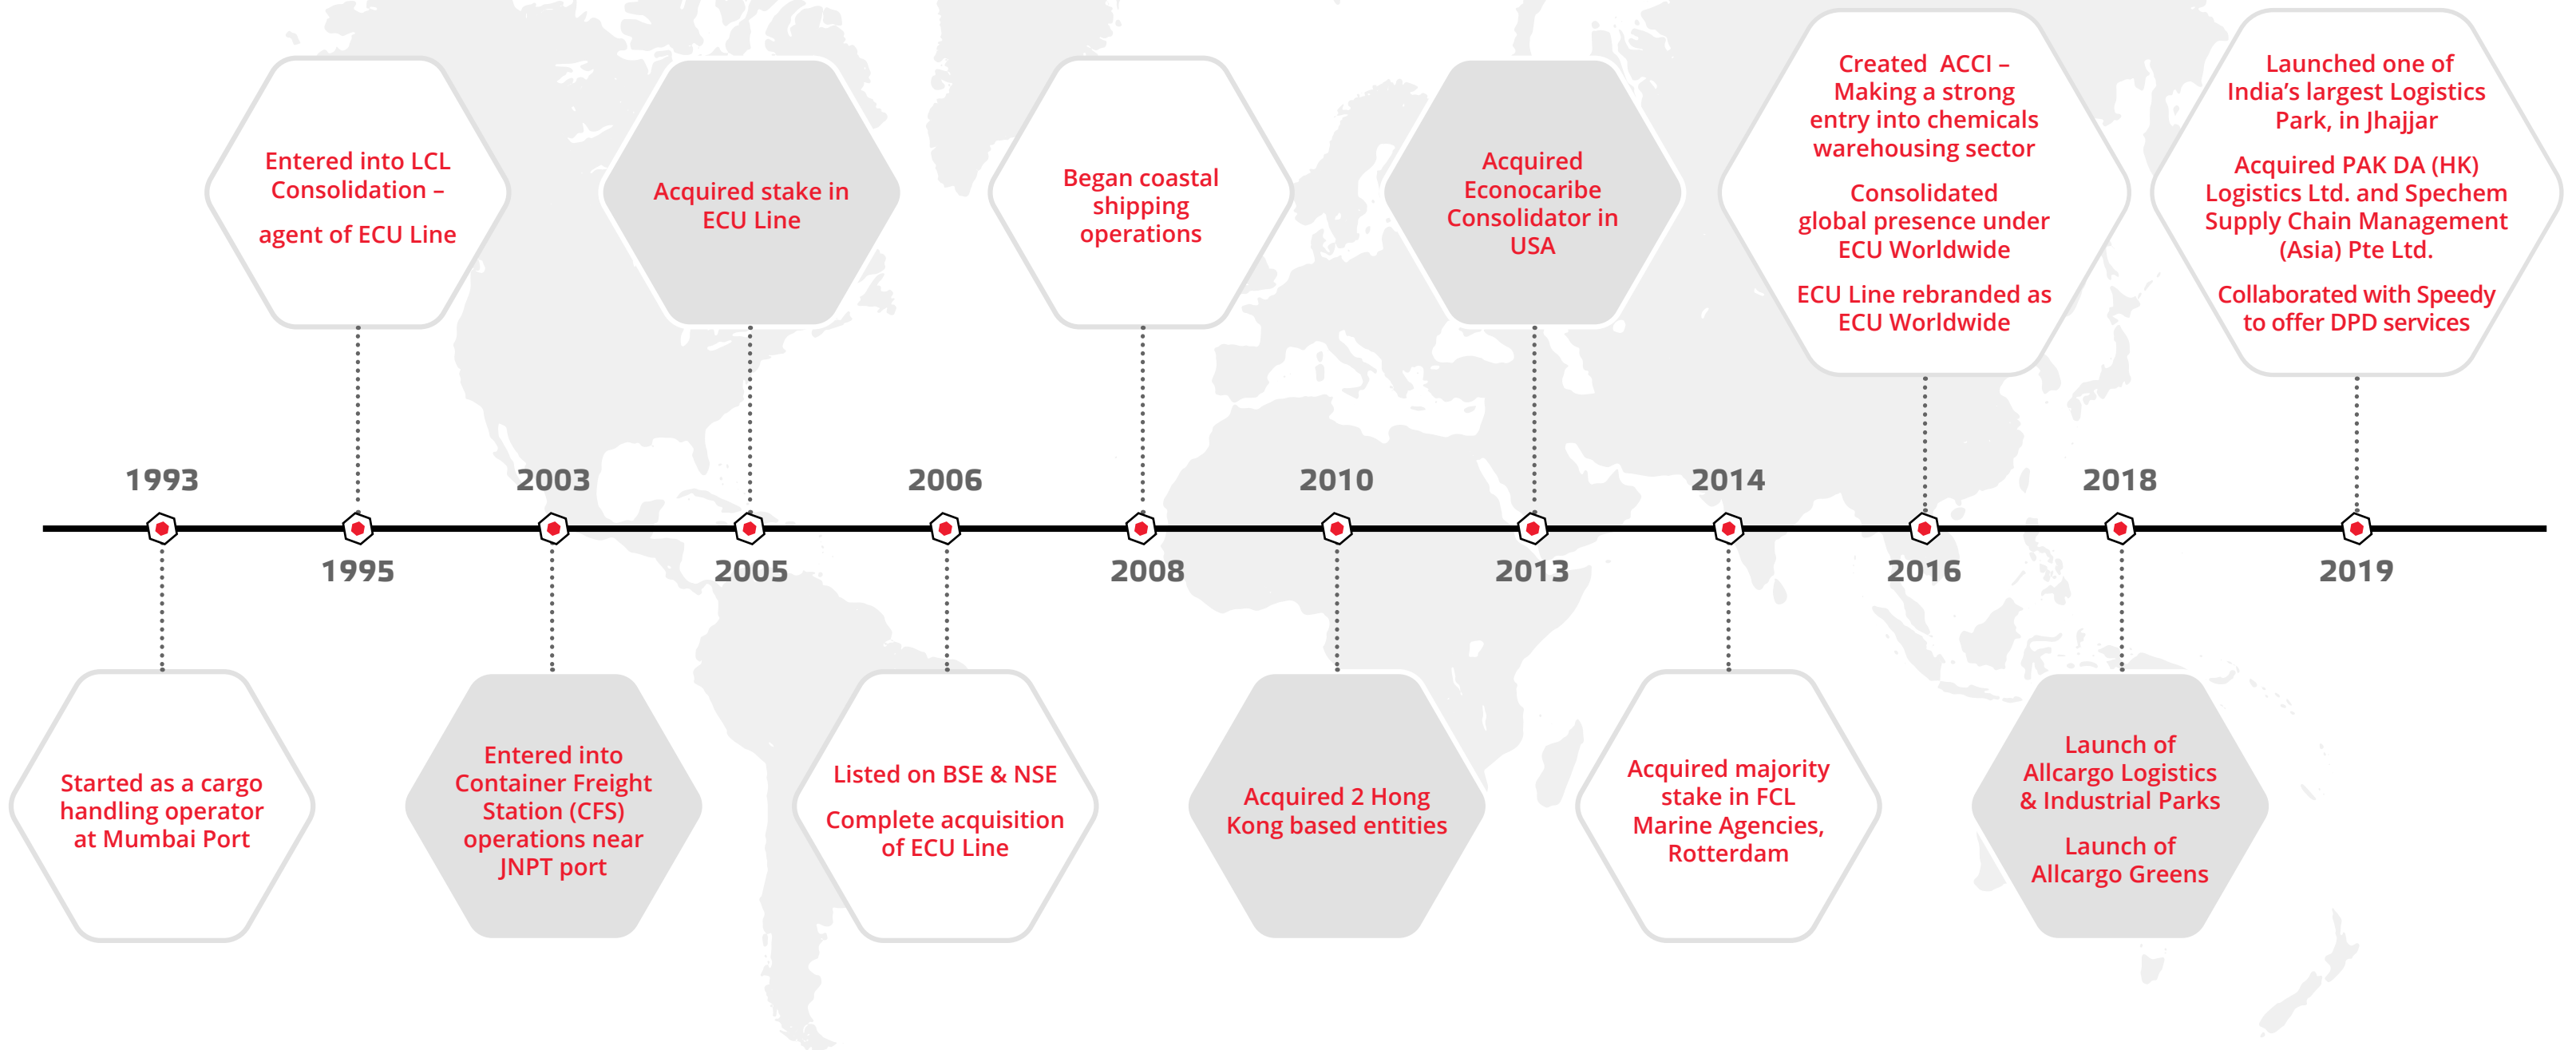 Entered into LCL
Consolidation –
agent of ECU Line
Acquired stake in
ECU Line
Began coastal
shipping
operations
Acquired
Econocaribe
Consolidator in
USA
Created  ACCI –
Making a strong
entry into chemicals
warehousing sector
Consolidated
global presence under
ECU Worldwide
ECU Line rebranded as
ECU Worldwide
Launched one of
India’s largest Logistics
Park, in Jhajjar
Acquired PAK DA (HK)
Logistics Ltd. and Spechem
Supply Chain Management
(Asia) Pte Ltd.
Collaborated with Speedy
to offer DPD services
1993
2003
2006
2010
2014
2018
1995
2005
2008
2013
2016
2019
Started as a cargo
handling operator
at Mumbai Port
Entered into
Container Freight
Station (CFS)
operations near
JNPT port
Listed on BSE & NSE
Complete acquisition
of ECU Line
Acquired 2 Hong
Kong based entities
Acquired majority
stake in FCL
Marine Agencies,
Rotterdam
Launch of
Allcargo Logistics
& Industrial Parks
Launch of
Allcargo Greens